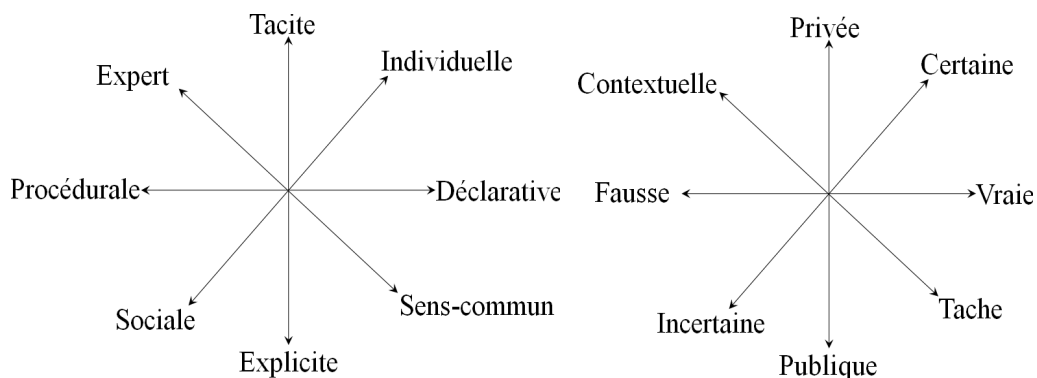 Tacite
Individuelle
Expert
Procédurale
Déclarative
Sociale
Sens-commun
Explicite
Privée
Certaine
Contextuelle
Fausse
Vraie
Incertaine
Tache
Publique